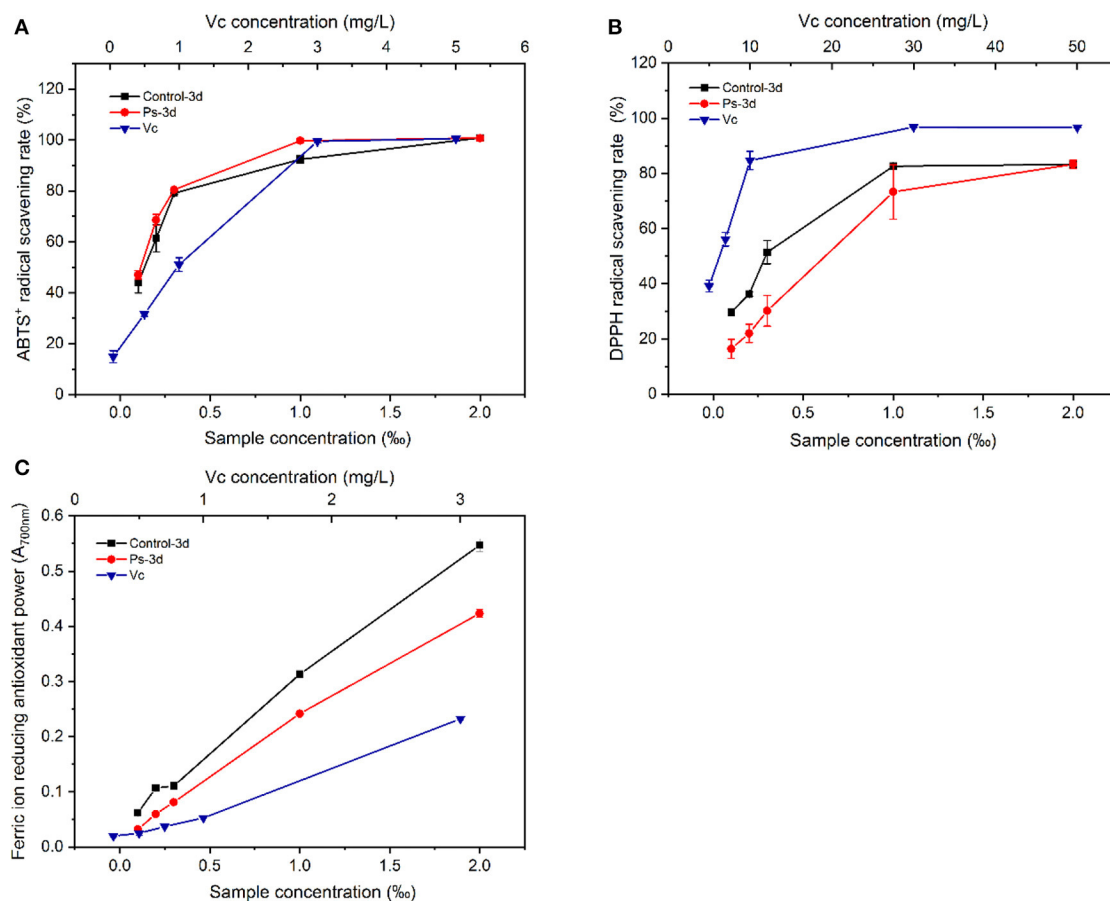 A
Vc concentration (mg/L)
0 1 2 3 4 5 6
120
100
80
60
40
20
0
ABTS⁺ radical scavening rate (%)
Control-3d
Ps-3d
Vc
0.0 0.5 1.0 1.5 2.0
Sample concentration (‰)
B
Vc concentration (mg/L)
0 10 20 30 40 50
120
100
80
60
40
20
0
DPPH radical scavening rate (%)
Control-3d
Ps-3d
Vc
0.0 0.5 1.0 1.5 2.0
Sample concentration (‰)
C
Vc concentration (mg/L)
0 1 2 3
0.6
0.5
0.4
0.3
0.2
0.1
0.0
Ferric ion reducing antioxidant power (A₇₀₀ₙₘ)
Control-3d
Ps-3d
Vc
0.0 0.5 1.0 1.5 2.0
Sample concentration (‰)